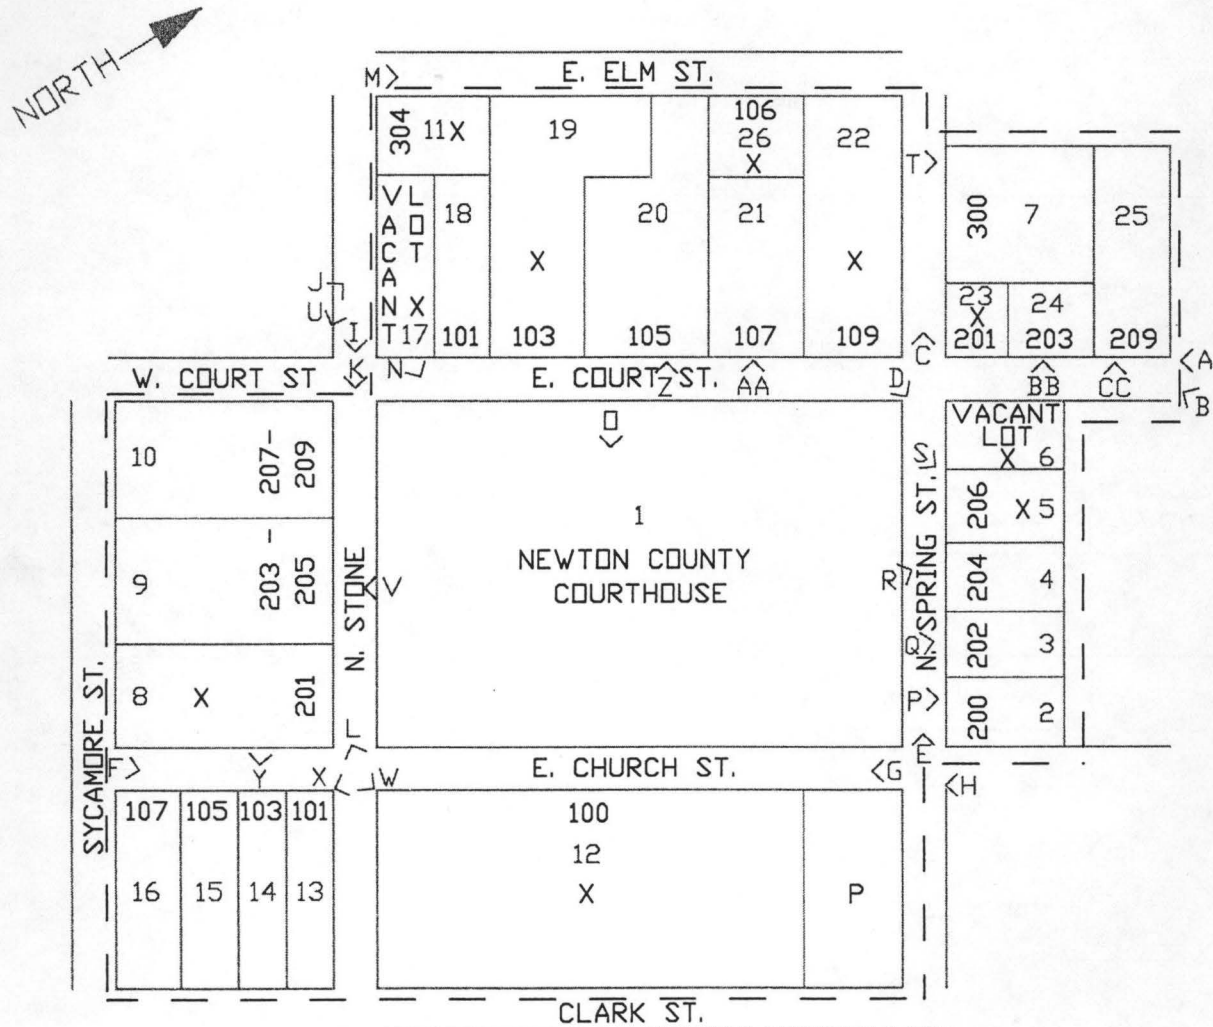 NORTH
M
E. ELM ST.
304
11X
19
106
26
X
22
T
VACANT
LOT
X
17
18
101
X
103
20
105
21
107
X
109
300
7
25
23
X
201
24
203
209
J
U
I
K
N
C
A
W. COURT ST
E. COURT ST.
Z
AA
D
BB
CC
B
10
207-
209
O
VACANT
LOT
X 6
S
206
X 5
9
203 -
205
N. STONE
V
1
NEWTON COUNTY
COURTHOUSE
R
N. SPRING ST.
204
4
Q
202
3
8
X
201
P
200
2
SYCAMORE ST.
L
E
F
Y
X
W
E. CHURCH ST.
G
H
107
105
103
101
100
12
X
16
15
14
13
P
CLARK ST.